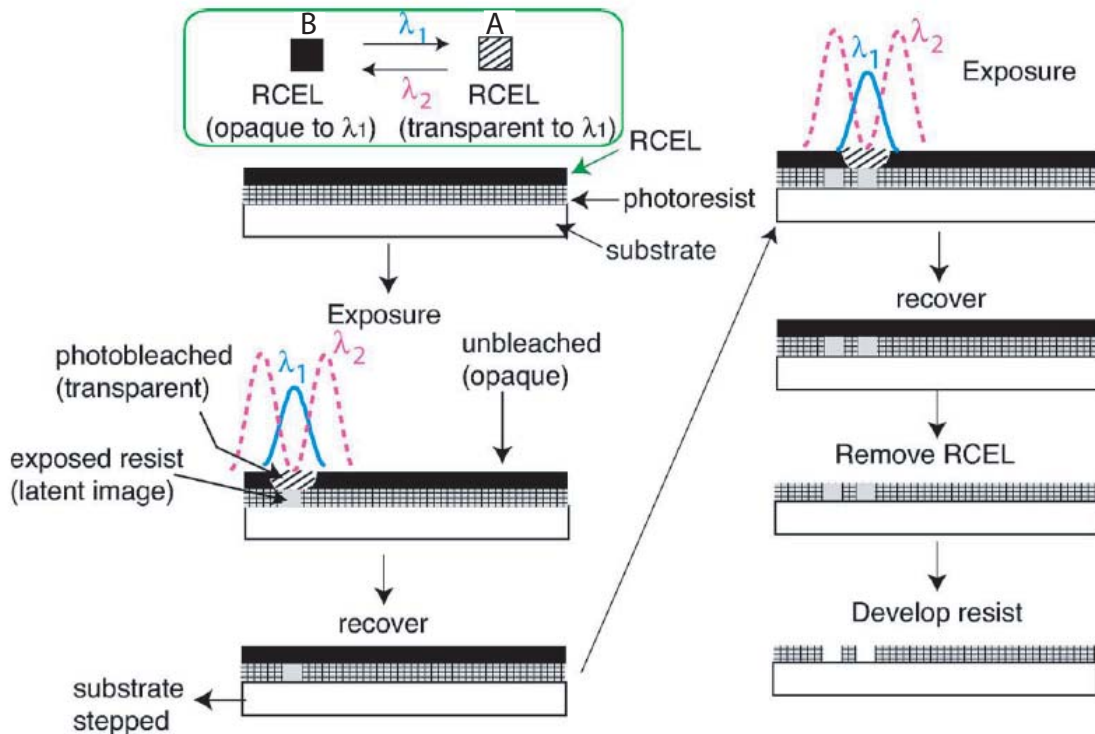 B λ1 A
λ2
RCEL RCEL
(opaque to λ1) (transparent to λ1)
RCEL
photoresist
substrate
Exposure
photobleached
(transparent)
λ1 λ2
unbleached
(opaque)
exposed resist
(latent image)
recover
substrate
stepped
λ1 λ2
Exposure
recover
Remove RCEL
Develop resist